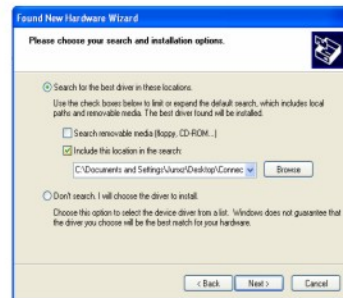 Found New Hardware Wizard
Please choose your search and installation options.
Search for the best driver in these locations.
Use the check boxes below to limit or expand the default search, which includes local
paths and removable media. The best driver found will be installed.
Search removable media (floppy, CD-ROM...)
Include this location in the search:
C:\Documents and Settings\Junxz\Desktop\Connec
Browse
Don't search. I will choose the driver to install.
Choose this option to select the device driver from a list. Windows does not guarantee that
the driver you choose will be the best match for your hardware.
< Back
Next >
Cancel